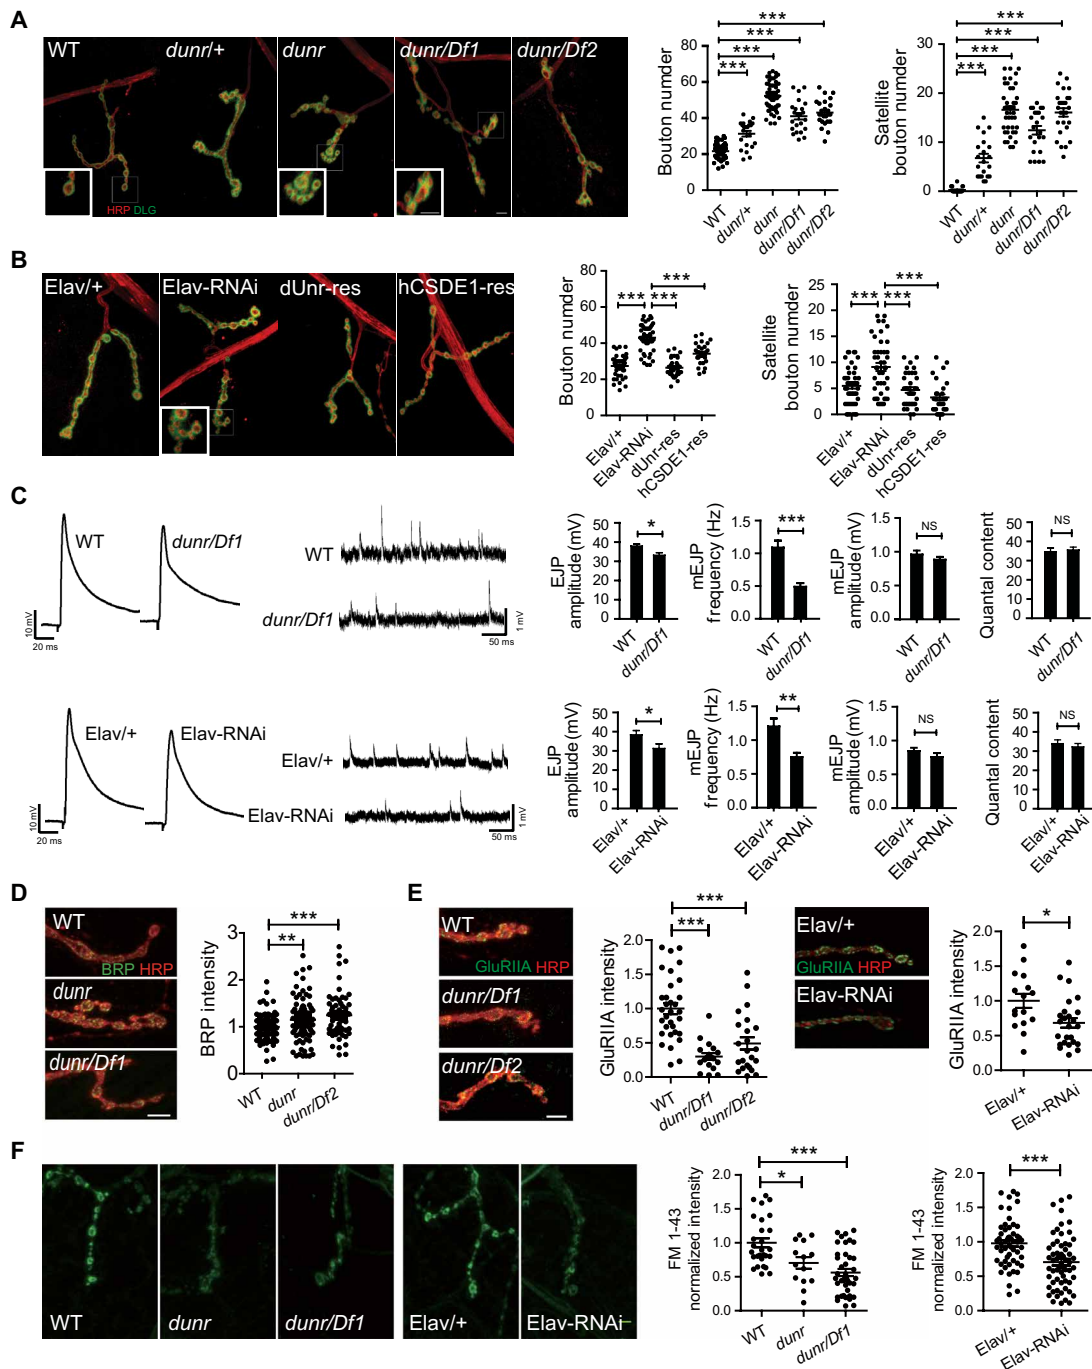 A
WT
dunr/+
dunr
dunr/Df1
dunr/Df2
HRP DLG
Bouton numder
80
60
40
20
0
WT
dunr/+
dunr
dunr/Df1
dunr/Df2
***
***
***
***
Satellite
bouton numder
30
20
10
0
WT
dunr/+
dunr
dunr/Df1
dunr/Df2
***
***
***
***
B
Elav/+
Elav-RNAi
dUnr-res
hCSDE1-res
Bouton numder
80
60
40
20
0
Elav/+
Elav-RNAi
dUnr-res
hCSDE1-res
***
*** ***
Satellite
bouton numder
25
20
15
10
5
0
Elav/+
Elav-RNAi
dUnr-res
hCSDE1-res
***
*** ***
C
WT
dunr/Df1
10 mV
20 ms
WT
dunr/Df1
1 mV
50 ms
EJP
amplitude (mV)
50
40
30
20
10
0
*
WT
dunr/Df1
mEJP
frequency (Hz)
1.5
1.0
0.5
0
***
WT
dunr/Df1
mEJP
amplitude (mV)
1.5
1.0
0.5
0.0
NS
WT
dunr/Df1
Quantal content
50
40
30
20
10
0
NS
WT
dunr/Df1
Elav/+
Elav-RNAi
10 mV
20 ms
Elav/+
Elav-RNAi
1 mV
50 ms
EJP
amplitude (mV)
50
40
30
20
10
0
*
Elav/+
Elav-RNAi
mEJP
frequency (Hz)
1.5
1.0
0.5
0
**
Elav/+
Elav-RNAi
mEJP
amplitude (mV)
1.5
1.0
0.5
0.0
NS
Elav/+
Elav-RNAi
Quantal content
50
40
30
20
10
0
NS
Elav/+
Elav-RNAi
D
WT
BRP HRP
dunr
dunr/Df1
BRP intensity
3
2
1
0
***
**
WT
dunr
dunr/Df2
E
WT
GluRIIA HRP
dunr/Df1
dunr/Df2
GluRIIA intensity
2.0
1.5
1.0
0.5
0.0
***
***
WT
dunr/Df1
dunr/Df2
Elav/+
GluRIIA HRP
Elav-RNAi
GluRIIA intensity
2.0
1.5
1.0
0.5
0.0
*
Elav/+
Elav-RNAi
F
WT
dunr
dunr/Df1
Elav/+
Elav-RNAi
FM 1-43
normalized intensity
2.0
1.5
1.0
0.5
0.0
***
*
WT
dunr
dunr/Df1
FM 1-43
normalized intensity
2.0
1.5
1.0
0.5
0.0
***
Elav/+
Elav-RNAi